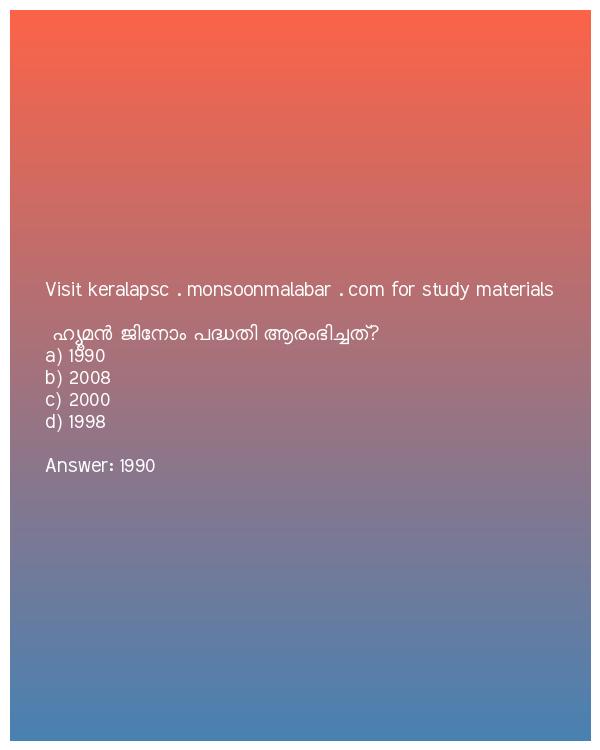 Visit keralapsc . monsoonmalabar . com for study materials
ഹ്യൂമൻ ജിനോം പദ്ധതി ആരംഭിച്ചത്?
a) 1990
b) 2008
c) 2000
d) 1998
Answer: 1990